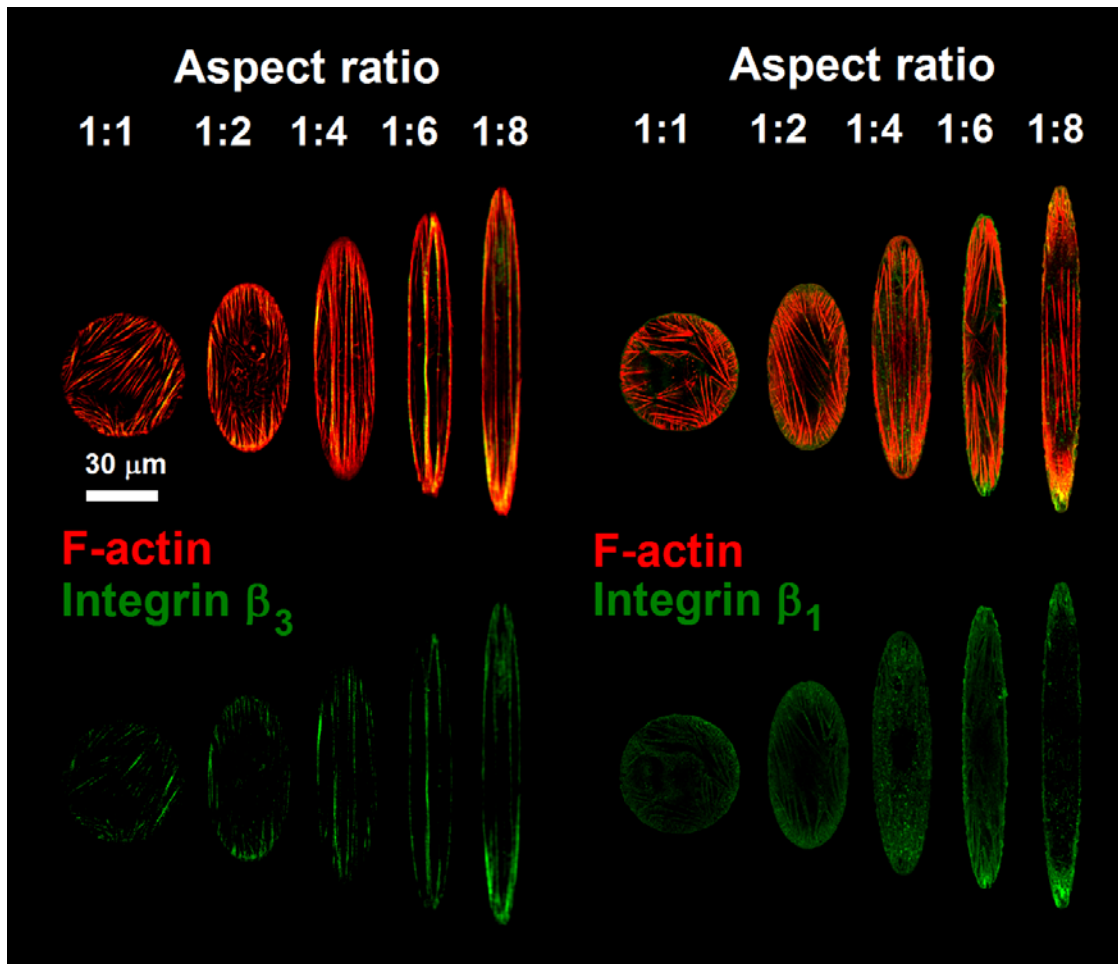 Aspect ratio
1:1 1:2 1:4 1:6 1:8
30 μm
F-actin
Integrin β3
Aspect ratio
1:1 1:2 1:4 1:6 1:8
F-actin
Integrin β1